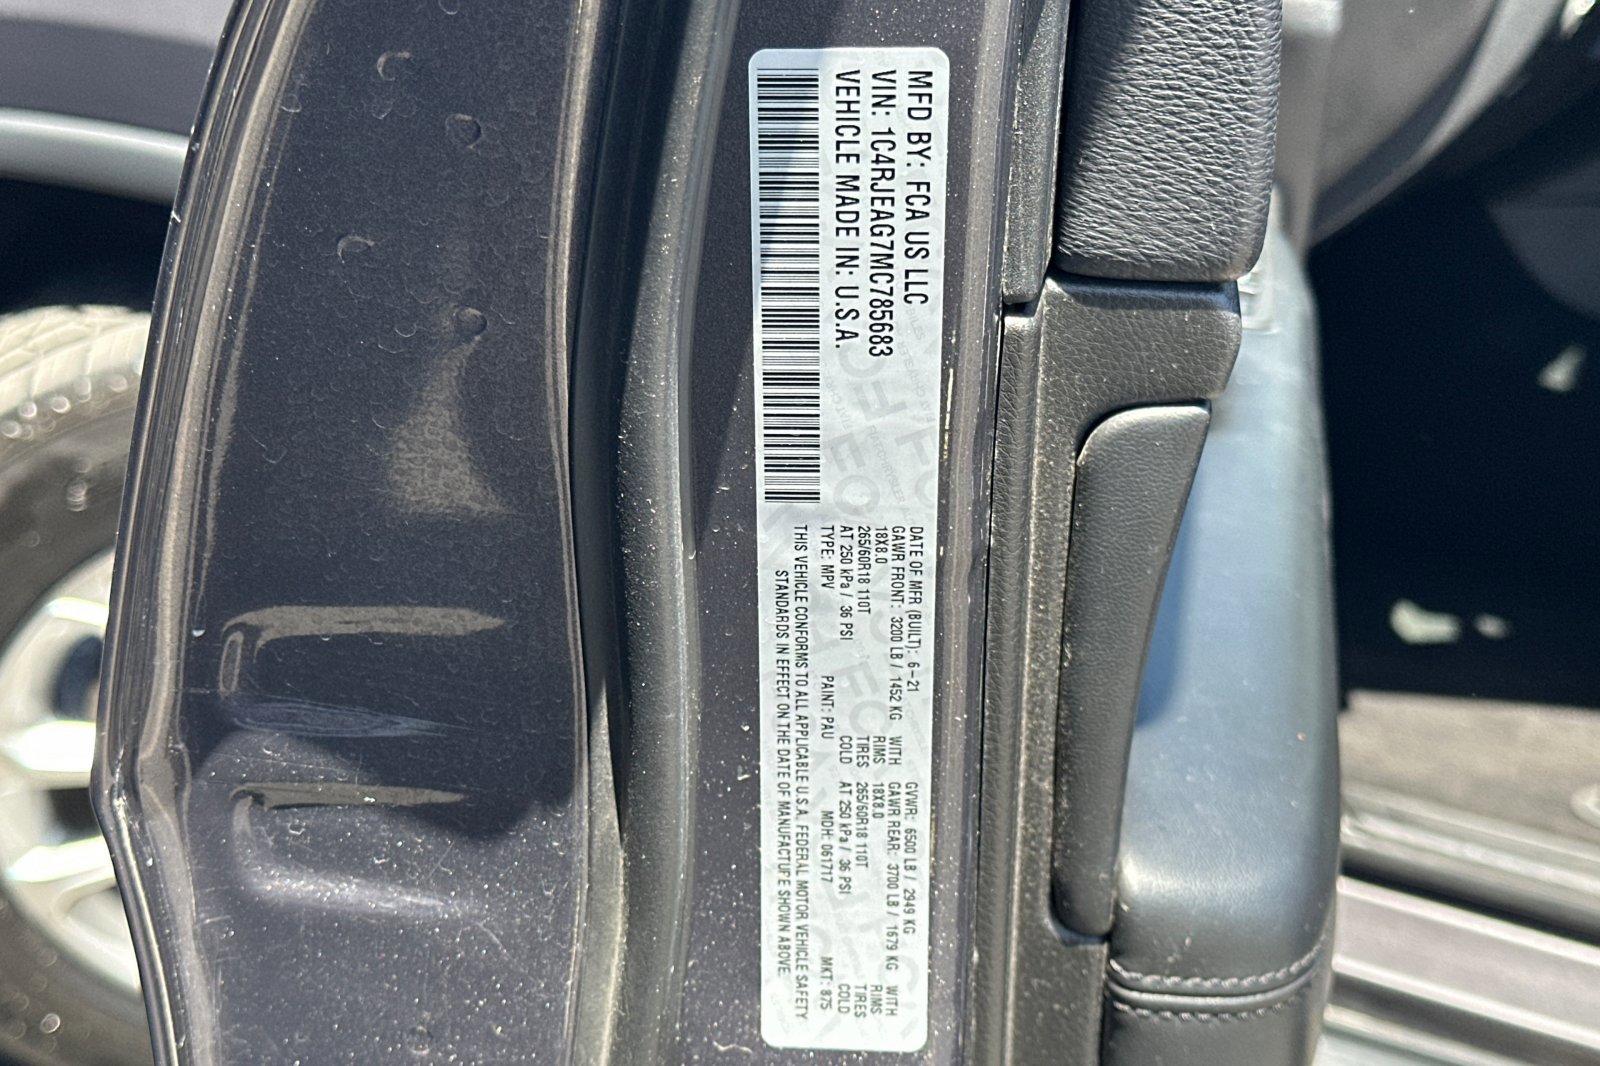 MFD BY: FCA US LLC
VIN: 1C4RJEAG7MC785683
VEHICLE MADE IN: U.S.A.
DATE OF MFR (BUILT): 6-21 GVWR: 6500 LB / 2949 KG
GAWR FRONT: 3200 LB / 1452 KG WITH GAWR REAR: 3700 LB / 1679 KG WITH
18X8.0 RIMS 18X8.0 RIMS
265/60R18 110T TIRES 265/60R18 110T TIRES
AT 250 kPa / 36 PSI COLD AT 250 kPa / 36 PSI COLD
TYPE: MPV PAINT: PAU MDH: 061717 MKT: 875
THIS VEHICLE CONFORMS TO ALL APPLICABLE U.S.A. FEDERAL MOTOR VEHICLE SAFETY
STANDARDS IN EFFECT ON THE DATE OF MANUFACTURE SHOWN ABOVE.